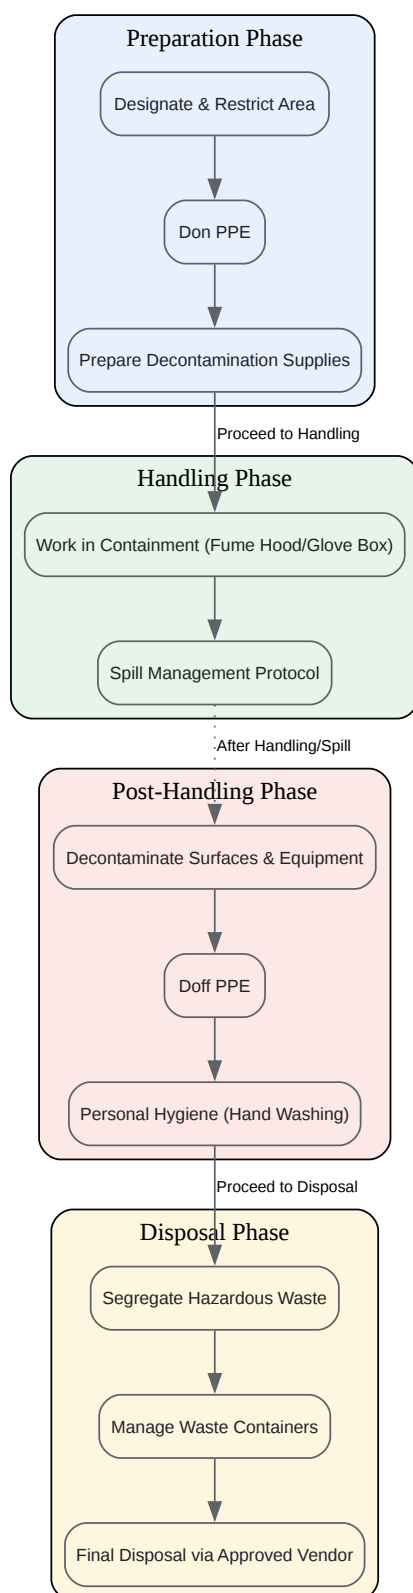 Preparation Phase
Designate & Restrict Area
Don PPE
Prepare Decontamination Supplies
Proceed to Handling
Handling Phase
Work in Containment (Fume Hood/Glove Box)
Spill Management Protocol
After Handling/Spill
Post-Handling Phase
Decontaminate Surfaces & Equipment
Doff PPE
Personal Hygiene (Hand Washing)
Proceed to Disposal
Disposal Phase
Segregate Hazardous Waste
Manage Waste Containers
Final Disposal via Approved Vendor